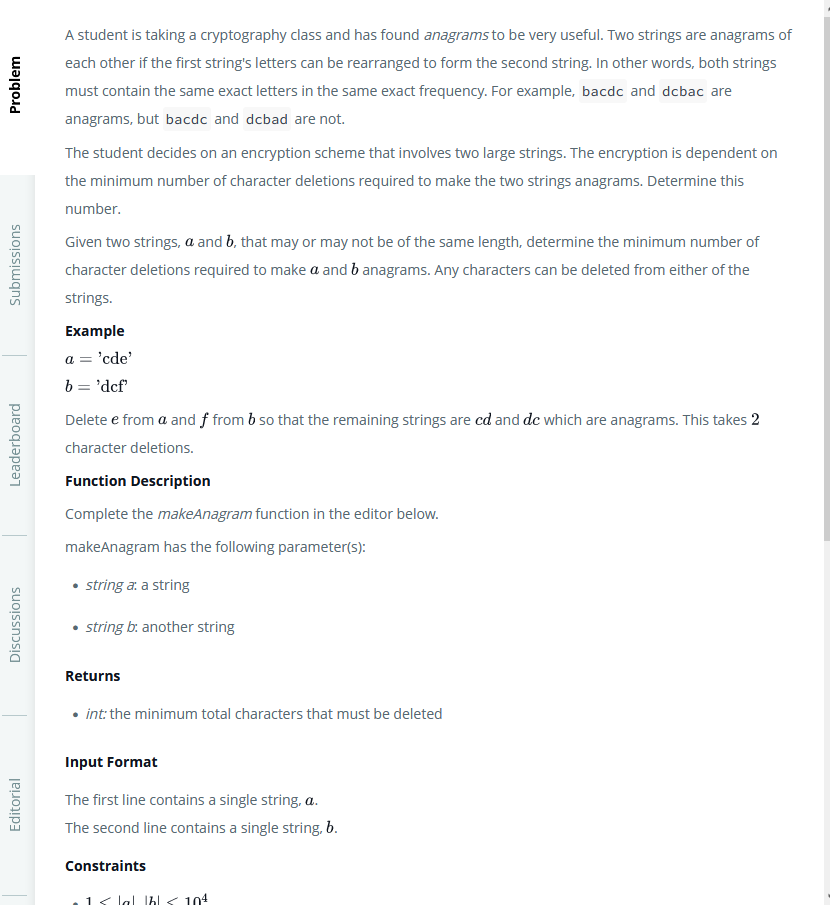 Problem
Submissions
Leaderboard
Discussions
Editorial
A student is taking a cryptography class and has found anagrams to be very useful. Two strings are anagrams of
each other if the first string's letters can be rearranged to form the second string. In other words, both strings
must contain the same exact letters in the same exact frequency. For example, bacdc and dcbac are
anagrams, but bacdc and dcbad are not.
The student decides on an encryption scheme that involves two large strings. The encryption is dependent on
the minimum number of character deletions required to make the two strings anagrams. Determine this
number.
Given two strings, a and b, that may or may not be of the same length, determine the minimum number of
character deletions required to make a and b anagrams. Any characters can be deleted from either of the
strings.
Example
a = 'cde'
b = 'dcf'
Delete e from a and f from b so that the remaining strings are cd and dc which are anagrams. This takes 2
character deletions.
Function Description
Complete the makeAnagram function in the editor below.
makeAnagram has the following parameter(s):
• string a: a string
• string b: another string
Returns
• int: the minimum total characters that must be deleted
Input Format
The first line contains a single string, a.
The second line contains a single string, b.
Constraints
• 1 ≤ |a|, |b| ≤ 10⁴